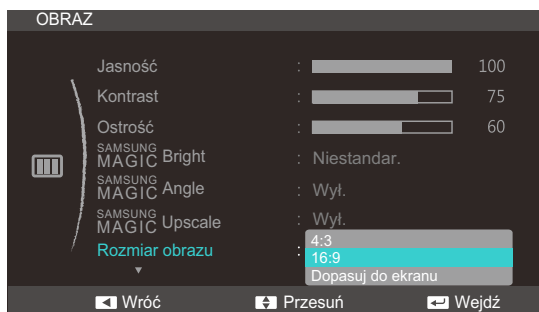 OBRAZ
Jasność : 100
Kontrast : 75
Ostrość : 60
SAMSUNG MAGIC Bright : Niestandar.
SAMSUNG MAGIC Angle : Wył.
SAMSUNG MAGIC Upscale : Wył.
Rozmiar obrazu :
4:3
16:9
Dopasuj do ekranu
Wróć Przesuń Wejdź